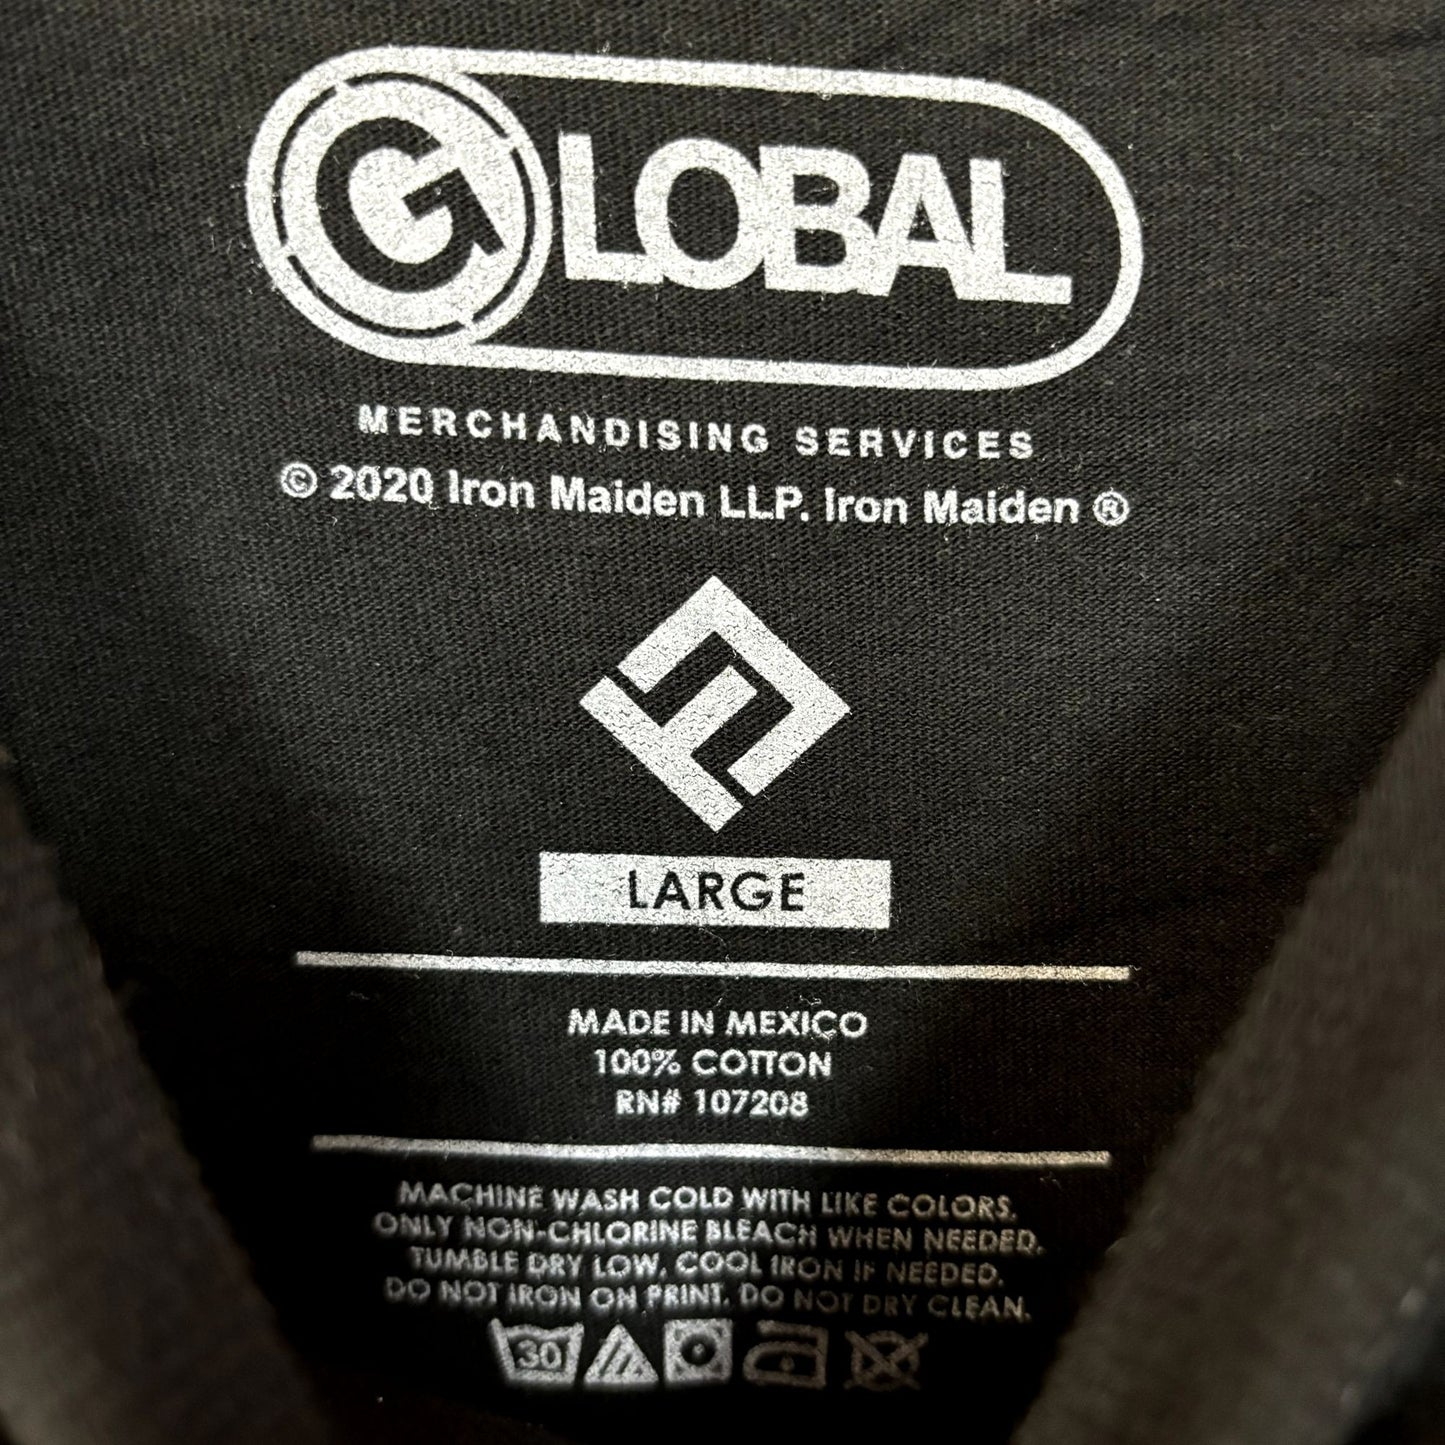 GLOBAL
MERCHANDISING SERVICES
© 2020 Iron Maiden LLP. Iron Maiden ®
LARGE
MADE IN MEXICO
100% COTTON
RN# 107208
MACHINE WASH COLD WITH LIKE COLORS.
ONLY NON-CHLORINE BLEACH WHEN NEEDED.
TUMBLE DRY LOW. COOL IRON IF NEEDED.
DO NOT IRON ON PRINT. DO NOT DRY CLEAN.
30